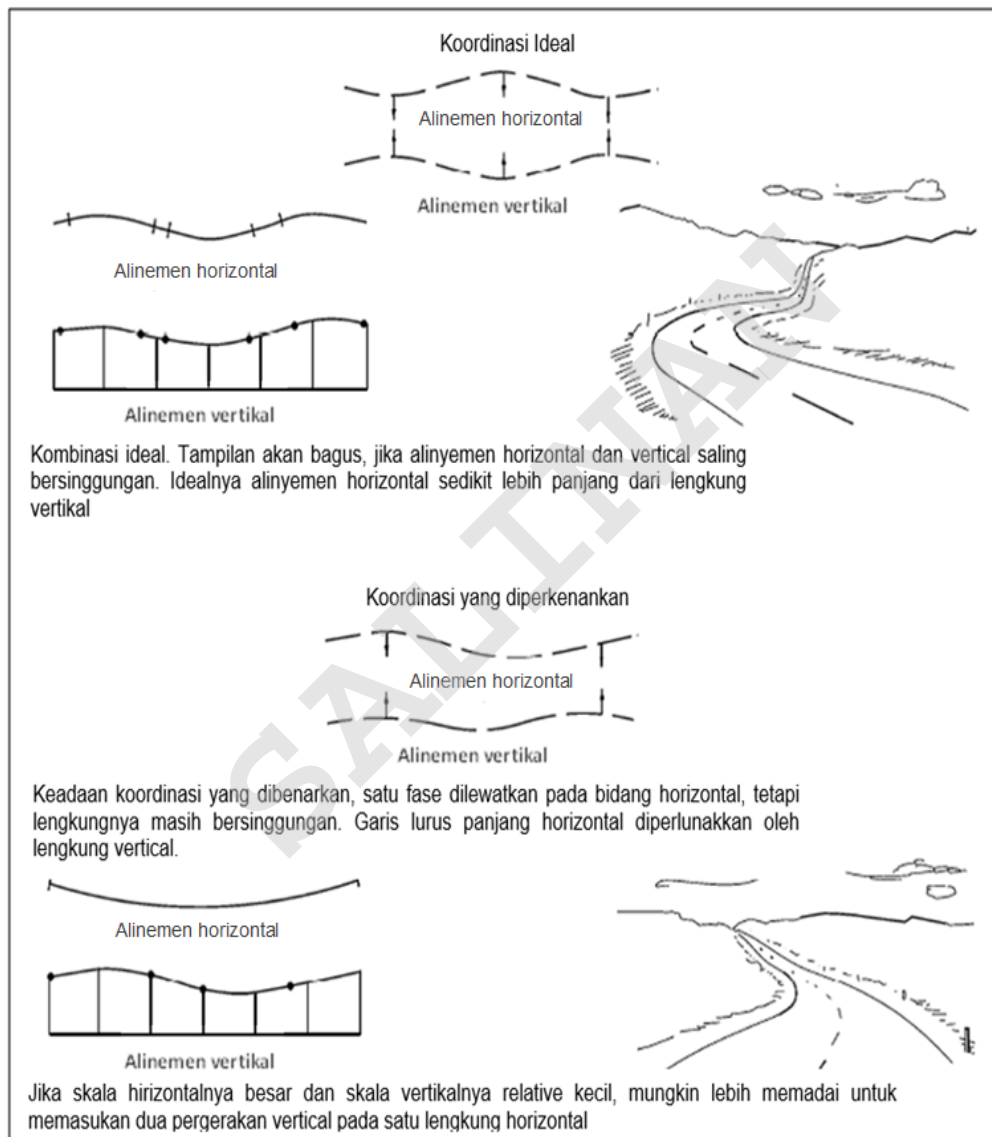 Koordinasi Ideal
Alinemen horizontal
Alinemen vertikal
Alinemen horizontal
Alinemen vertikal
Kombinasi ideal. Tampilan akan bagus, jika alinyemen horizontal dan vertical saling
bersinggungan. Idealnya alinyemen horizontal sedikit lebih panjang dari lengkung
vertikal
Koordinasi yang diperkenankan
Alinemen horizontal
Alinemen vertikal
Keadaan koordinasi yang dibenarkan, satu fase dilewatkan pada bidang horizontal, tetapi
lengkungnya masih bersinggungan. Garis lurus panjang horizontal diperlunakkan oleh
lengkung vertical.
Alinemen horizontal
Alinemen vertikal
Jika skala hirizontalnya besar dan skala vertikalnya relative kecil, mungkin lebih memadai untuk
memasukan dua pergerakan vertical pada satu lengkung horizontal
SALINAN